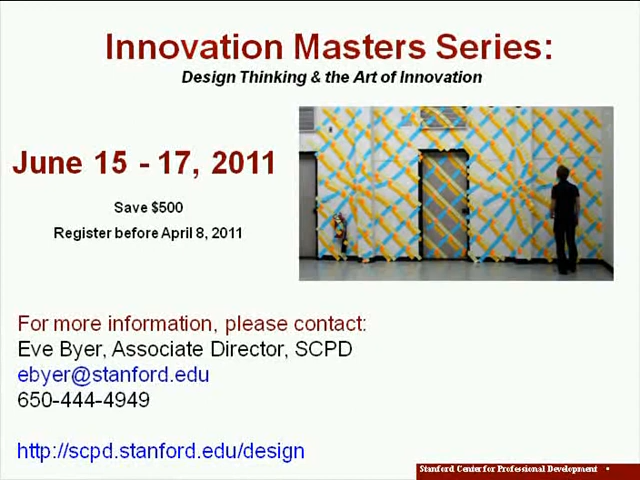 Innovation Masters Series:
Design Thinking & the Art of Innovation
June 15 - 17, 2011
Save $500
Register before April 8, 2011
For more information, please contact:
Eve Byer, Associate Director, SCPD
ebyer@stanford.edu
650-444-4949
http://scpd.stanford.edu/design
Stanford Center for Professional Development •